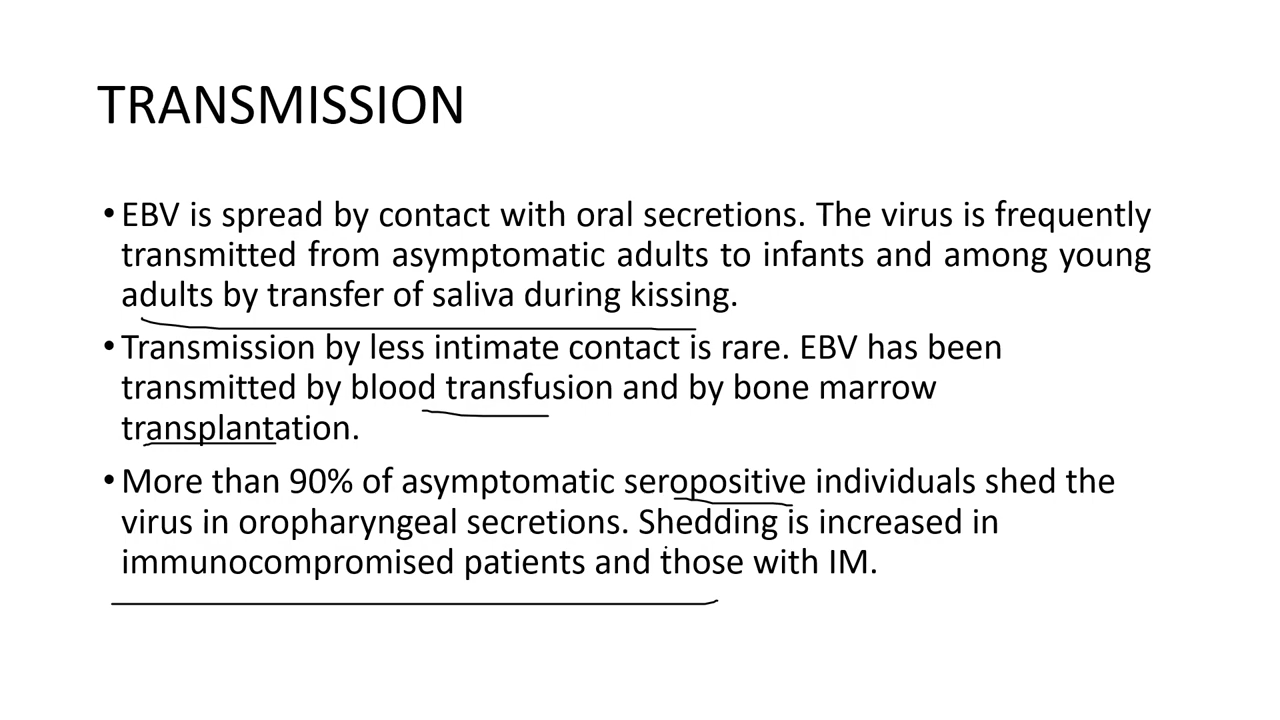 TRANSMISSION
•EBV is spread by contact with oral secretions. The virus is frequently
transmitted from asymptomatic adults to infants and among young
adults by transfer of saliva during kissing.
•Transmission by less intimate contact is rare. EBV has been
transmitted by blood transfusion and by bone marrow
transplantation.
•More than 90% of asymptomatic seropositive individuals shed the
virus in oropharyngeal secretions. Shedding is increased in
immunocompromised patients and those with IM.